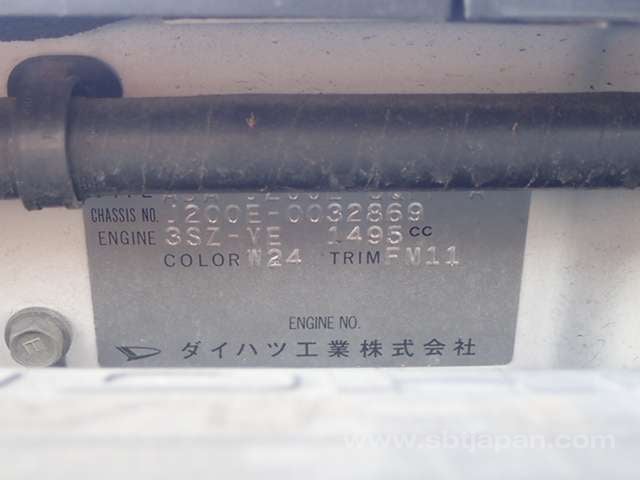 CHASSIS NO. J200E-0032869
ENGINE 3SZ-VE 1495 CC
COLOR W24 TRIM FM11
ENGINE NO.
ダイハツ工業株式会社
www.sbtjapan.com